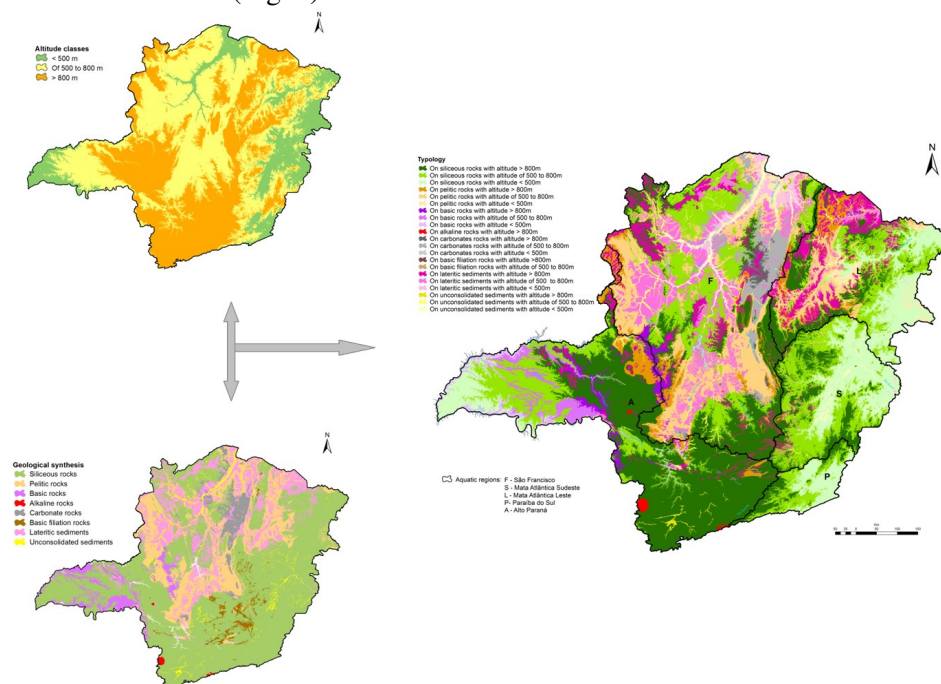 N
Altitude classes
< 500 m
Of 500 to 800 m
> 800 m
Typology
On siliceous rocks with altitude > 800m
On siliceous rocks with altitude of 500 to 800m
On siliceous rocks with altitude < 500m
On pelitic rocks with altitude > 800m
On pelitic rocks with altitude of 500 to 800m
On pelitic rocks with altitude < 500m
On basic rocks with altitude > 800m
On basic rocks with altitude of 500 to 800m
On basic rocks with altitude < 500m
On alkaline rocks with altitude > 800m
On carbonates rocks with altitude > 800m
On carbonates rocks with altitude of 500 to 800m
On carbonates rocks with altitude < 500m
On basic filiation rocks with altitude >800m
On basic filiation rocks with altitude of 500 to 800m
On lateritic sediments with altitude > 800m
On lateritic sediments with altitude of 500 to 800m
On lateritic sediments with altitude < 500m
On unconsolidated sediments with altitude > 800m
On unconsolidated sediments with altitude of 500 to 800m
On unconsolidated sediments with altitude < 500m
N
F
L
A
S
P
Aquatic regions: F - São Francisco
S - Mata Atlântica Sudeste
L - Mata Atlântica Leste
P- Paraíba do Sul
A - Alto Paraná
N
Geological synthesis
Siliceous rocks
Pelitic rocks
Basic rocks
Alkaline rocks
Carbonate rocks
Basic filiation rocks
Lateritic sediments
Unconsolidated sediments